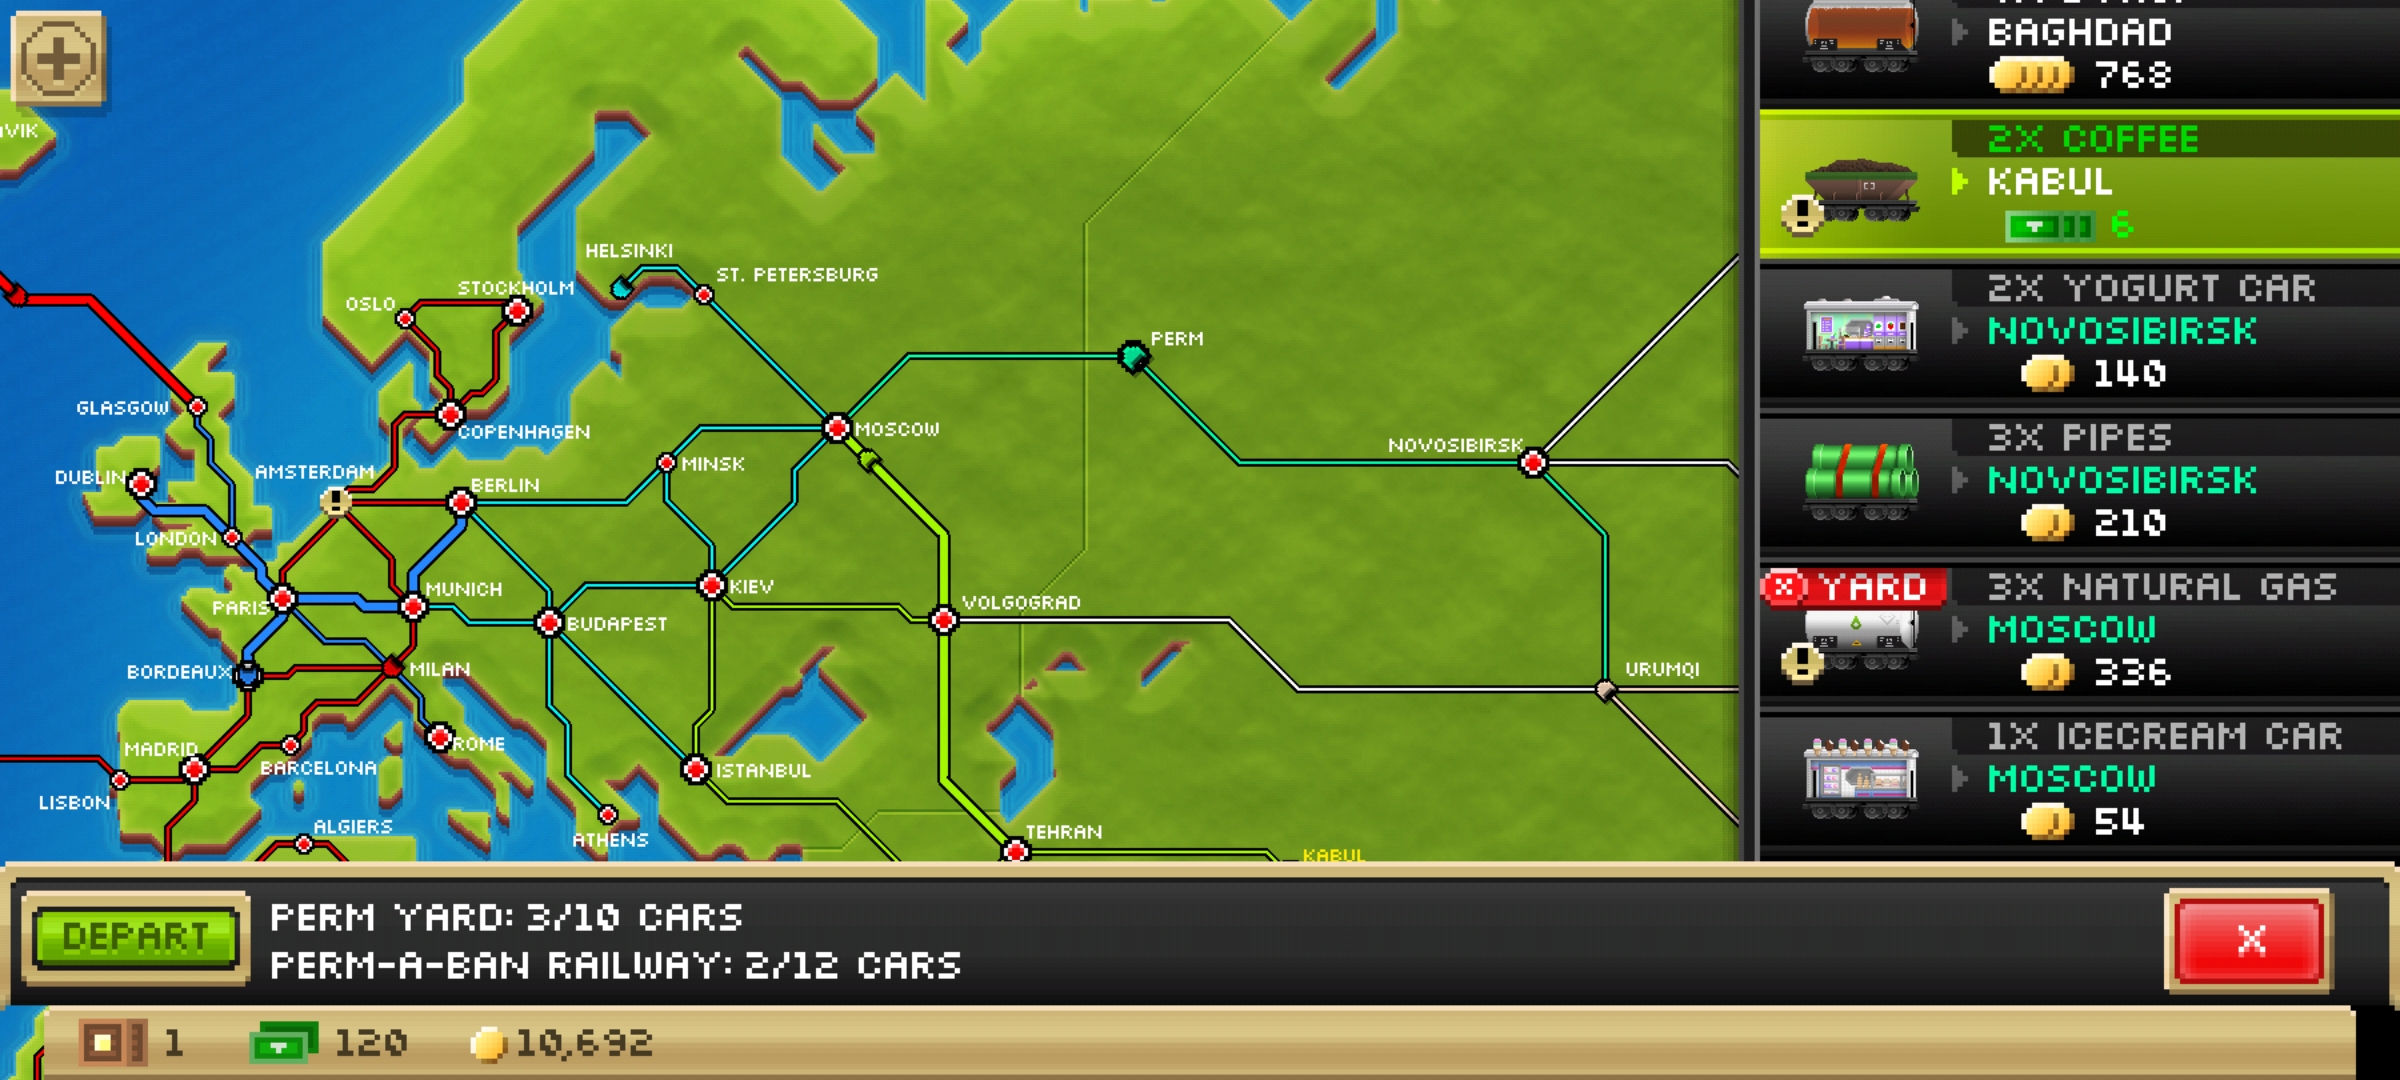 VIK
HELSINKI
ST. PETERSBURG
STOCKHOLM
OSLO
PERM
GLASGOW
COPENHAGEN
MOSCOW
NOVOSIBIRSK
MINSK
DUBLIN
AMSTERDAM
BERLIN
LONDON
MUNICH
KIEV
PARIS
VOLGOGRAD
BUDAPEST
BORDEAUX
MILAN
URUMQI
MADRID
ROME
BARCELONA
ISTANBUL
LISBON
ALGIERS
ATHENS
TEHRAN
KABUL
BAGHDAD
768
2X COFFEE
KABUL
6
2X YOGURT CAR
NOVOSIBIRSK
140
3X PIPES
NOVOSIBIRSK
210
X YARD
3X NATURAL GAS
MOSCOW
336
1X ICECREAM CAR
MOSCOW
54
DEPART
PERM YARD: 3/10 CARS
PERM-A-BAN RAILWAY: 2/12 CARS
X
1
120
10,692